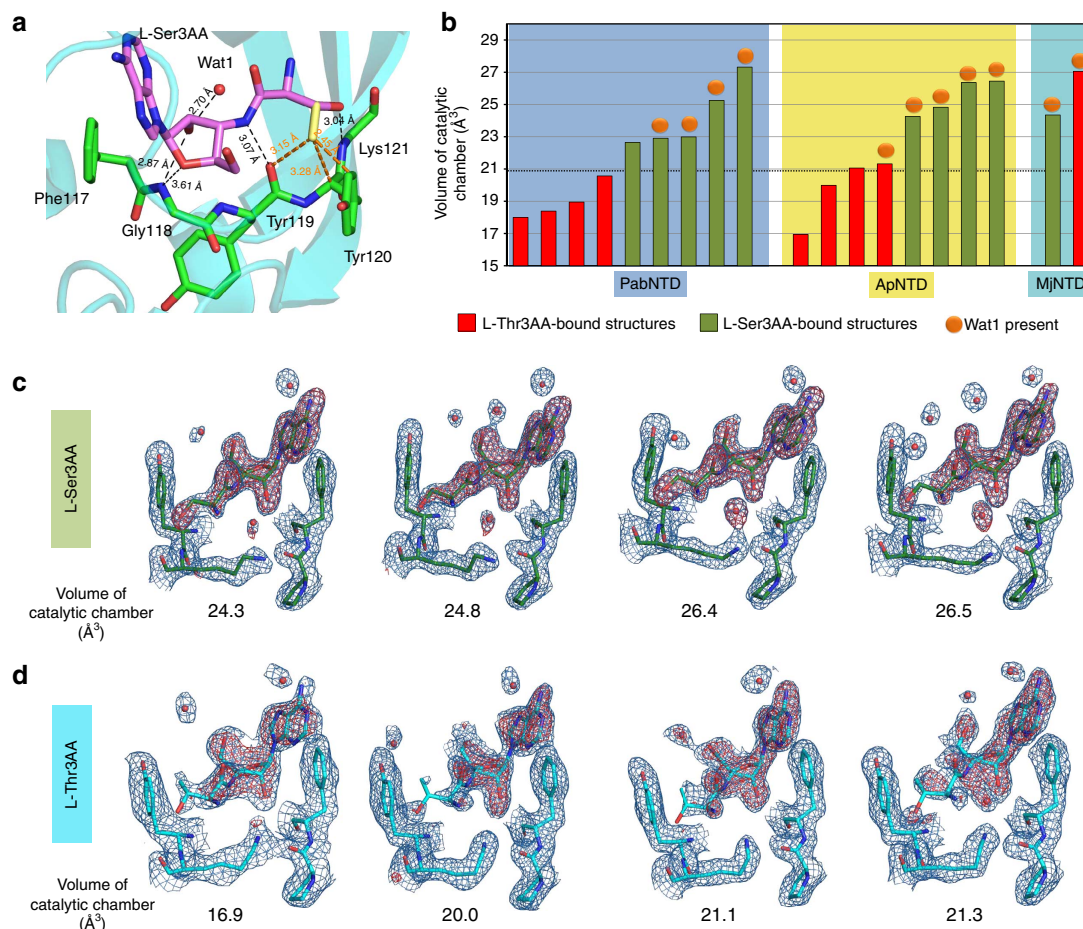 a
L-Ser3AA
Wat1
2.70 Å
3.04 Å
3.07 Å
3.15 Å
3.28 Å
2.87 Å
3.61 Å
Lys121
Phe117
Gly118
Tyr119
Tyr120
b
Volume of catalytic
chamber (Å3)
29
27
25
23
21
19
17
15
PabNTD
ApNTD
MjNTD
L-Thr3AA-bound structures
L-Ser3AA-bound structures
Wat1 present
c
L-Ser3AA
Volume of
catalytic chamber
(Å3)
24.3
24.8
26.4
26.5
d
L-Thr3AA
Volume of
catalytic chamber
(Å3)
16.9
20.0
21.1
21.3